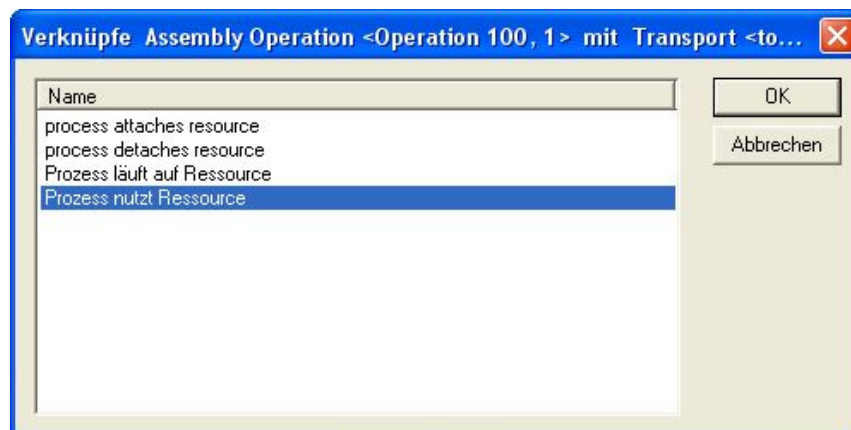 Verknüpfe Assembly Operation <Operation 100, 1> mit Transport <to...
Name
process attaches resource
process detaches resource
Prozess läuft auf Ressource
Prozess nutzt Ressource
OK
Abbrechen